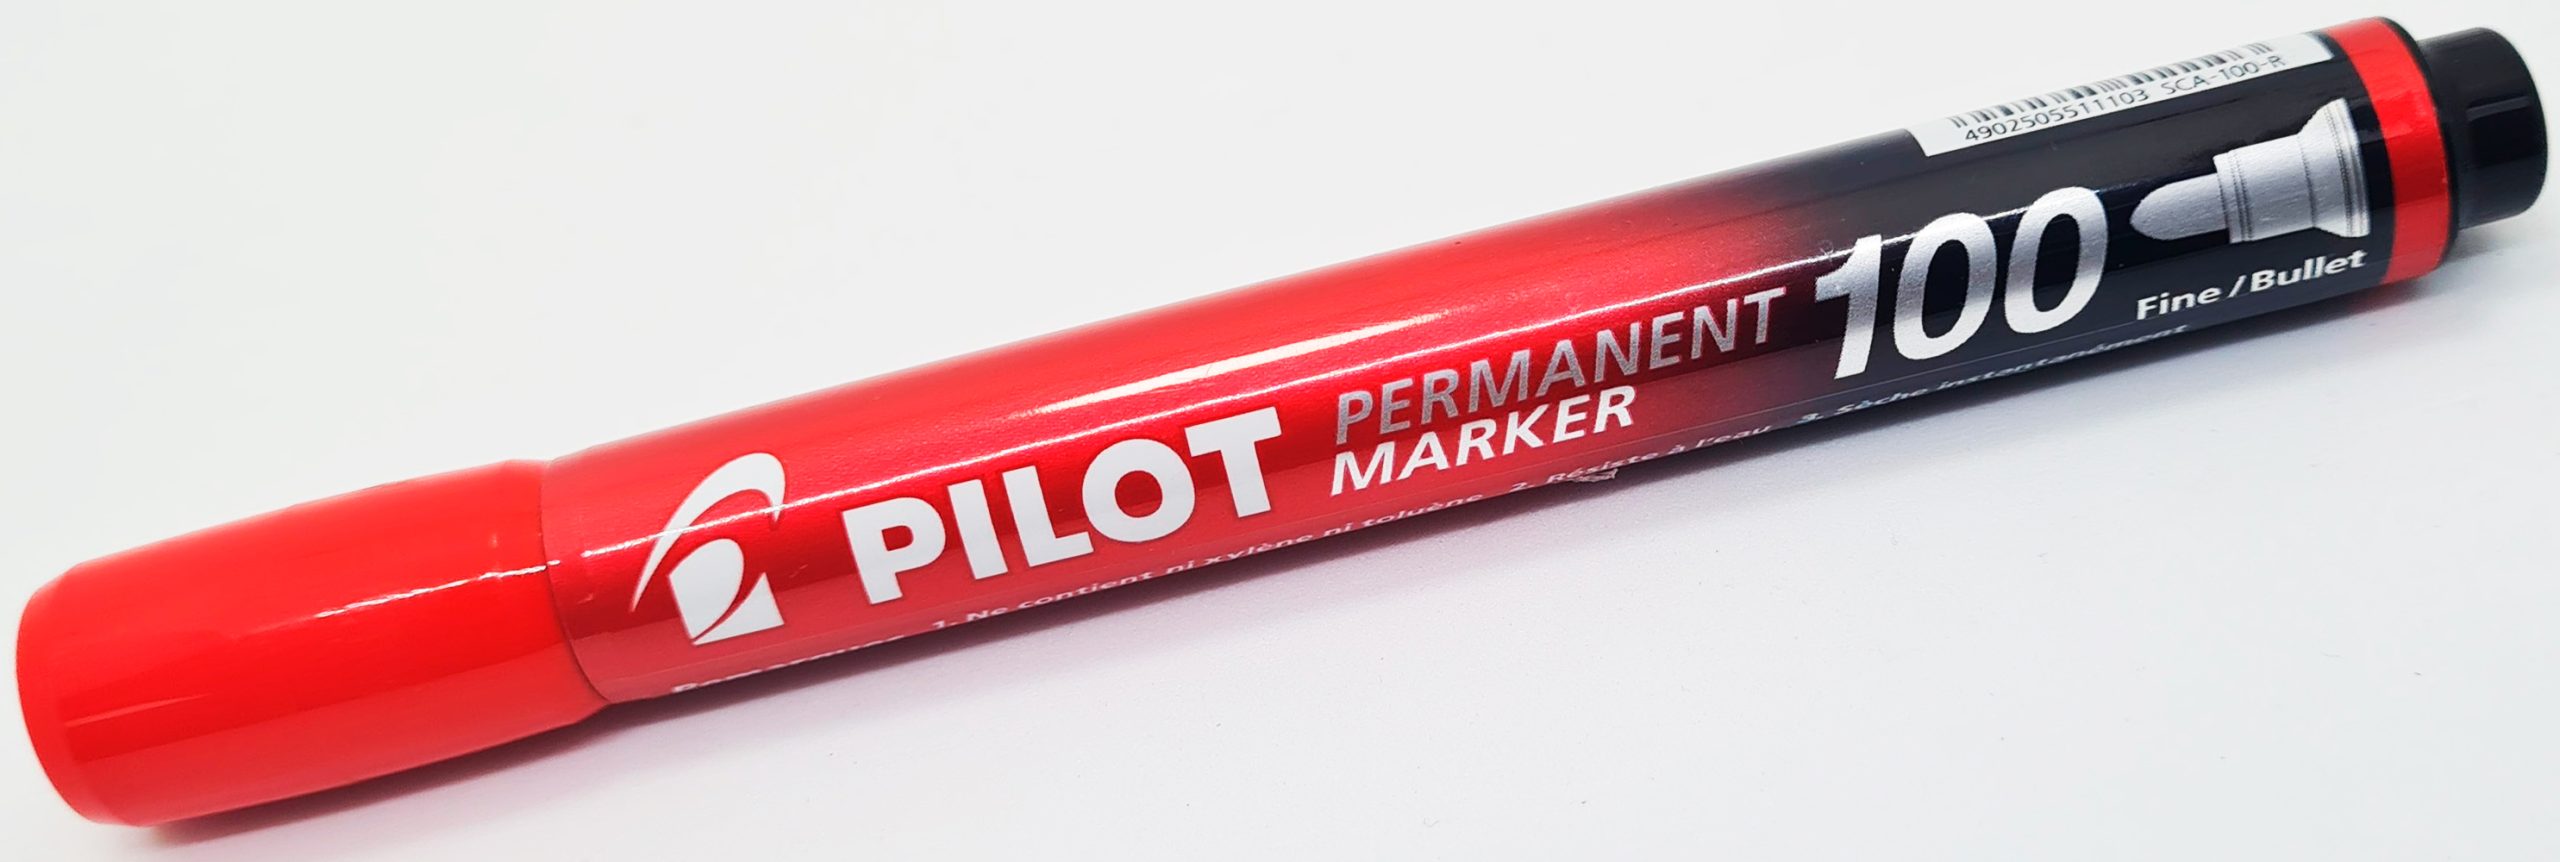 4902505511103 SCA-100-R
PILOT
PERMANENT
MARKER
100
Fine/Bullet
1. Ne contient ni xylène ni toluène 2. Résiste à l'eau 3. Sèche instantanément